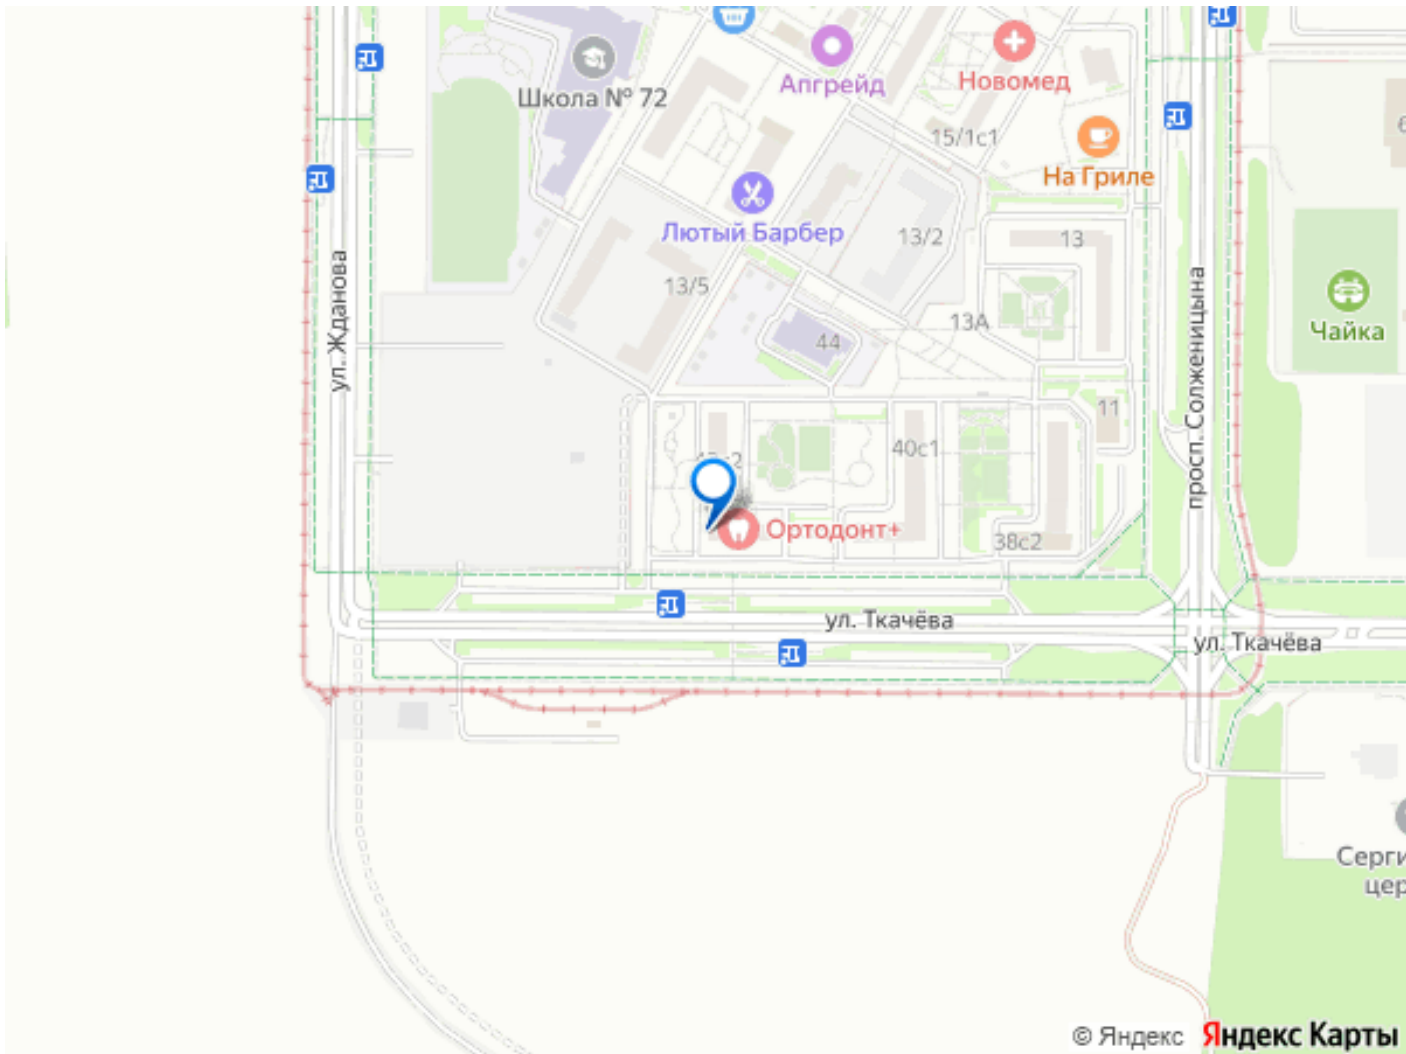 Школа № 72
Апгрейд
Новомед
15/1с1
На Гриле
Лютый Барбер
13/2
13
ул. Жданова
13/5
13А
просп. Солженицына
Чайка
44
11
40с1
Ортодонт+
38с2
ул. Ткачёва
ул. Ткачёва
© Яндекс Яндекс Карты